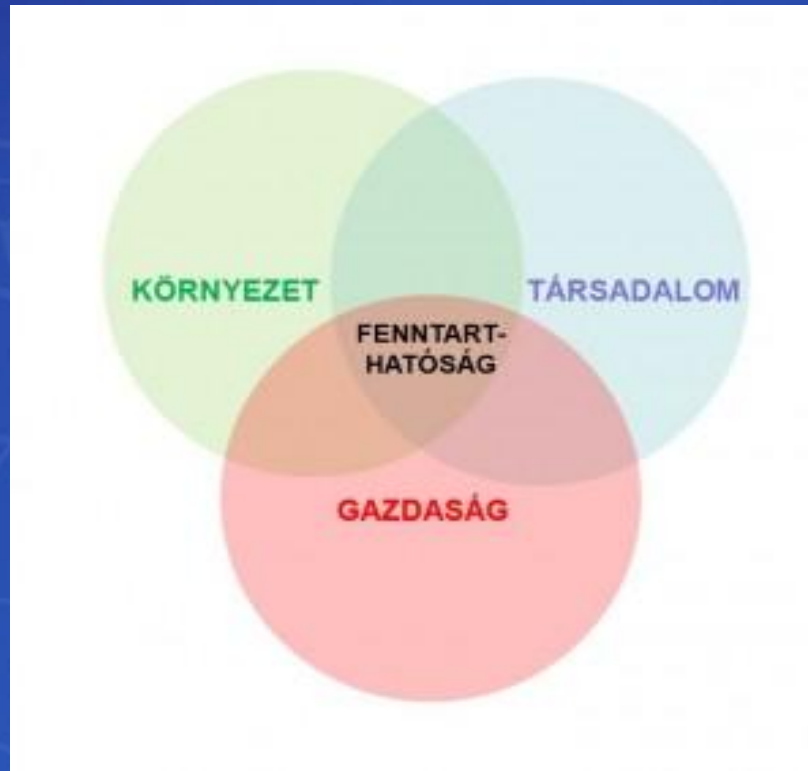 KÖRNYEZET
TÁRSADALOM
FENNTART-
HATÓSÁG
GAZDASÁG